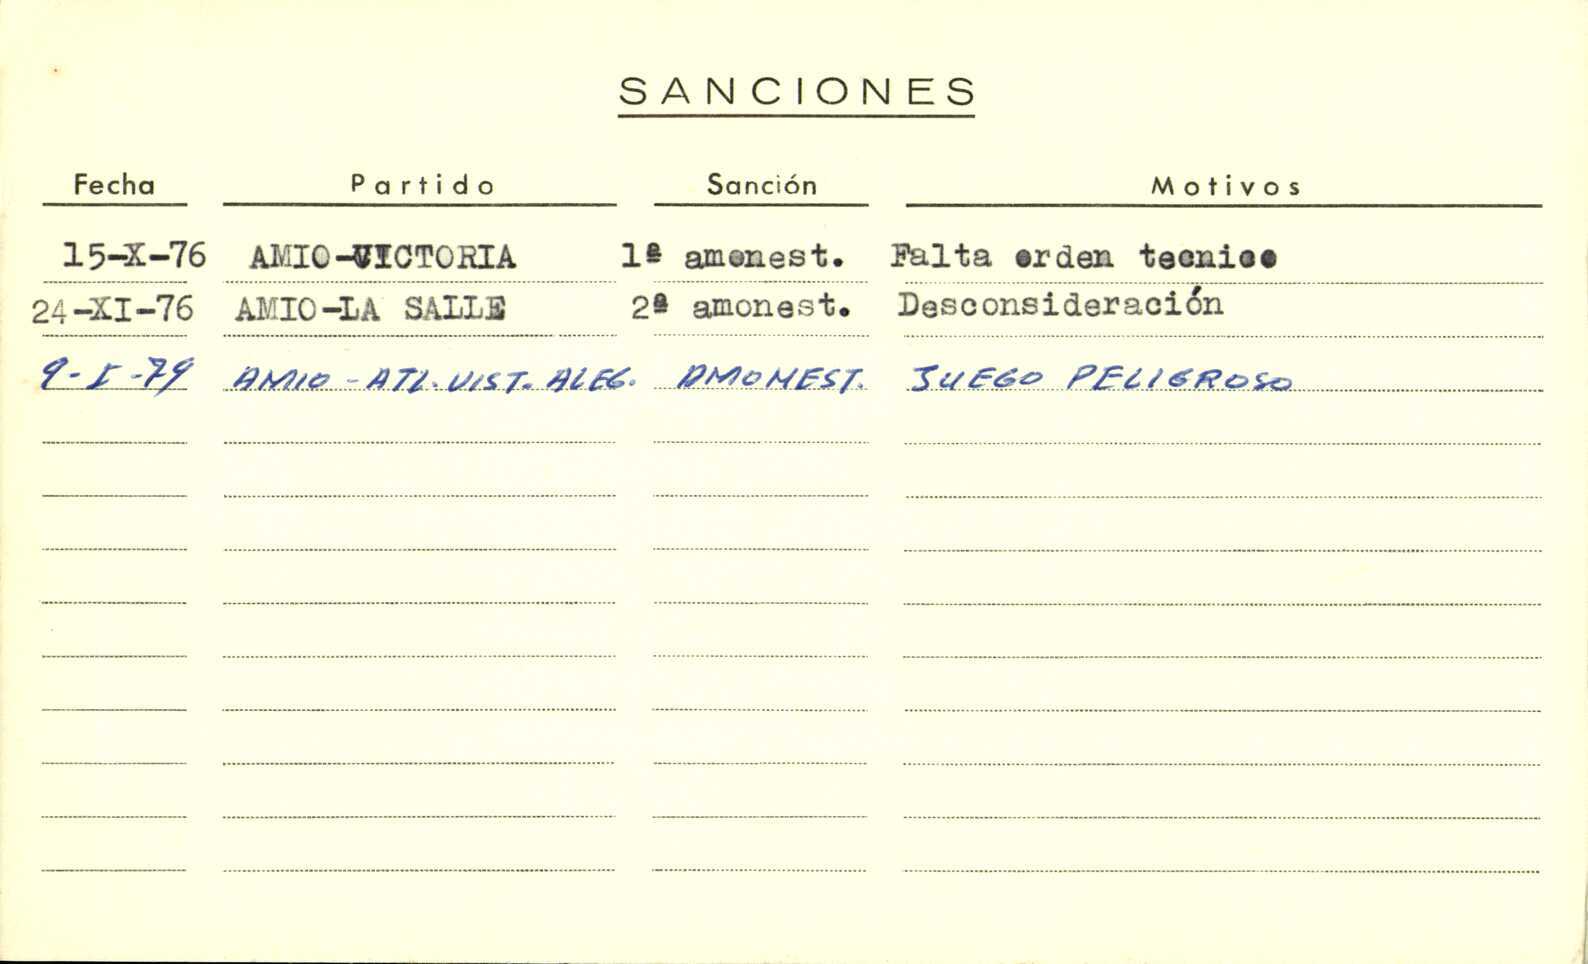 SANCIONES
Fecha Partido Sanción Motivos
15-X-76 AMIO-VICTORIA 1ª amonest. Falta orden tecnico
24-XI-76 AMIO-LA SALLE 2ª amonest. Desconsideración
9-I-79 AMIO-ATL.VIST.ALEG. AMONEST. JUEGO PELIGROSO